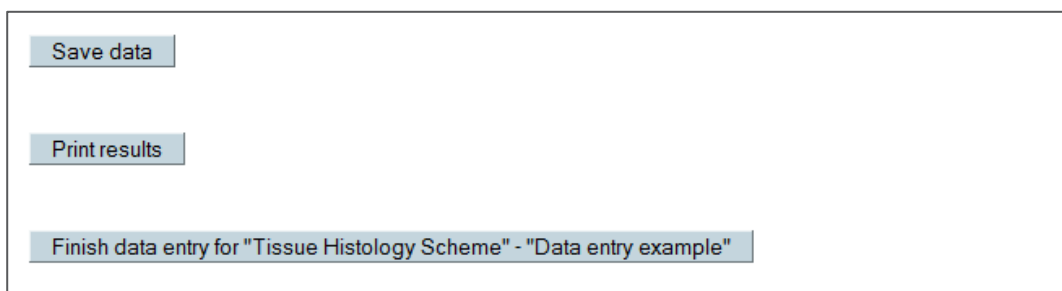 Save data
Print results
Finish data entry for "Tissue Histology Scheme" - "Data entry example"